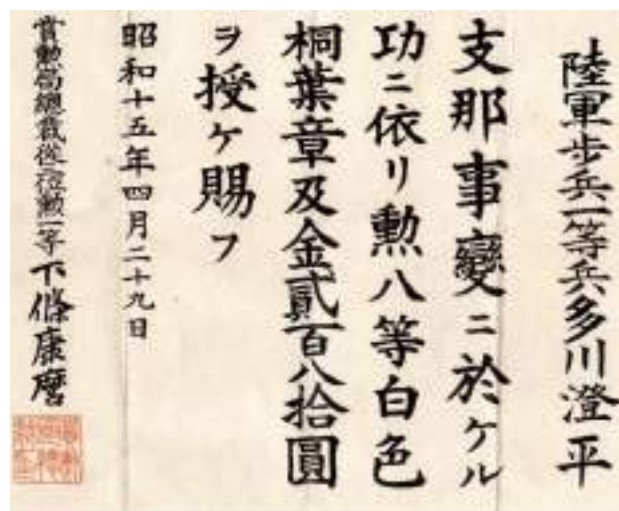 陸軍歩兵一等兵多川澄平
支那事變ニ於ケル
功ニ依リ勲八等白色
桐葉章及金貳百八拾圓
ヲ授ケ賜フ
昭和十五年四月二十九日
賞勲局總裁從三位勲一等下條康麿